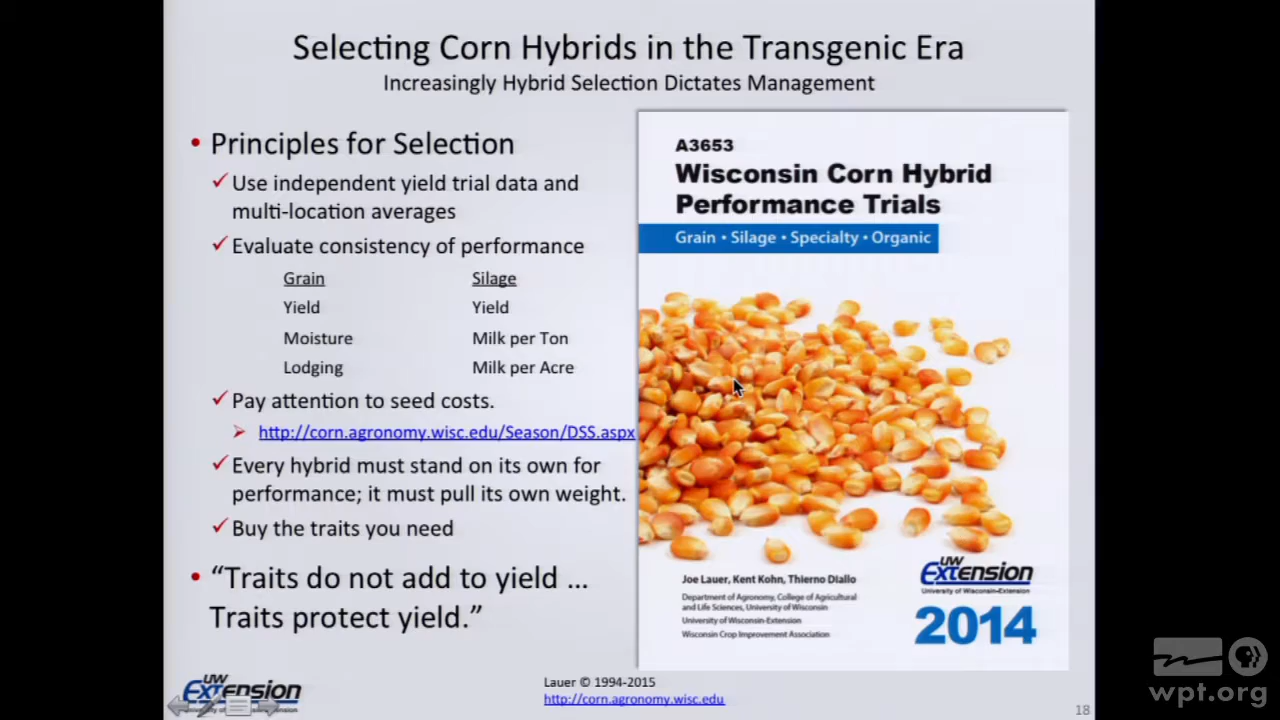 Selecting Corn Hybrids in the Transgenic Era
Increasingly Hybrid Selection Dictates Management
• Principles for Selection
✓ Use independent yield trial data and
multi-location averages
✓ Evaluate consistency of performance
Grain Silage
Yield Yield
Moisture Milk per Ton
Lodging Milk per Acre
✓ Pay attention to seed costs.
➢ http://corn.agronomy.wisc.edu/Season/DSS.aspx
✓ Every hybrid must stand on its own for
performance; it must pull its own weight.
✓ Buy the traits you need
• “Traits do not add to yield ...
Traits protect yield.”
A3653
Wisconsin Corn Hybrid
Performance Trials
Grain • Silage • Specialty • Organic
Joe Lauer, Kent Kohn, Thierno Diallo
Department of Agronomy, College of Agricultural
and Life Sciences, University of Wisconsin
University of Wisconsin-Extension
Wisconsin Crop Improvement Association
UW
Extension
University of Wisconsin-Extension
2014
UW
Extension
University of Wisconsin-Extension
Lauer © 1994-2015
http://corn.agronomy.wisc.edu
18
wpt.org